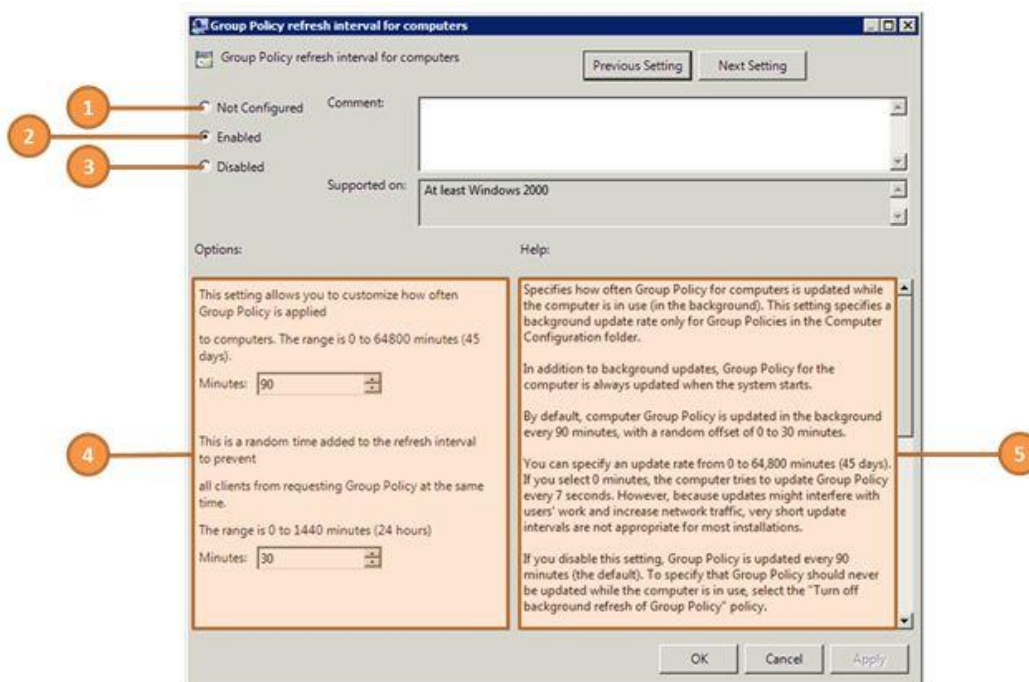 Group Policy refresh interval for computers
Group Policy refresh interval for computers
Previous Setting
Next Setting
1
Not Configured
Comment:
2
Enabled
3
Disabled
Supported on:
At least Windows 2000
Options:
Help:
This setting allows you to customize how often
Group Policy is applied
to computers. The range is 0 to 64800 minutes (45
days).
Minutes: 90
This is a random time added to the refresh interval
to prevent
all clients from requesting Group Policy at the same
time.
The range is 0 to 1440 minutes (24 hours)
Minutes: 30
4
Specifies how often Group Policy for computers is updated while
the computer is in use (in the background). This setting specifies a
background update rate only for Group Policies in the Computer
Configuration folder.
In addition to background updates, Group Policy for the
computer is always updated when the system starts.
By default, computer Group Policy is updated in the background
every 90 minutes, with a random offset of 0 to 30 minutes.
You can specify an update rate from 0 to 64,800 minutes (45 days).
If you select 0 minutes, the computer tries to update Group Policy
every 7 seconds. However, because updates might interfere with
users' work and increase network traffic, very short update
intervals are not appropriate for most installations.
If you disable this setting, Group Policy is updated every 90
minutes (the default). To specify that Group Policy should never
be updated while the computer is in use, select the "Turn off
background refresh of Group Policy" policy.
5
OK
Cancel
Apply